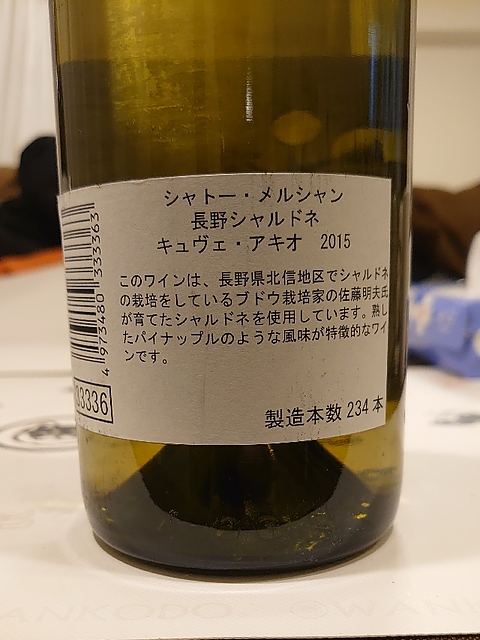 シャトー・メルシャン
長野シャルドネ
キュヴェ・アキオ 2015
このワインは、長野県北信地区でシャルドネ
の栽培をしているブドウ栽培家の佐藤明夫氏
が育てたシャルドネを使用しています。熟し
たパイナップルのような風味が特徴的なワイ
ンです。
製造本数 234 本
4 973480 333363
33336
ANKODO.
©WANK